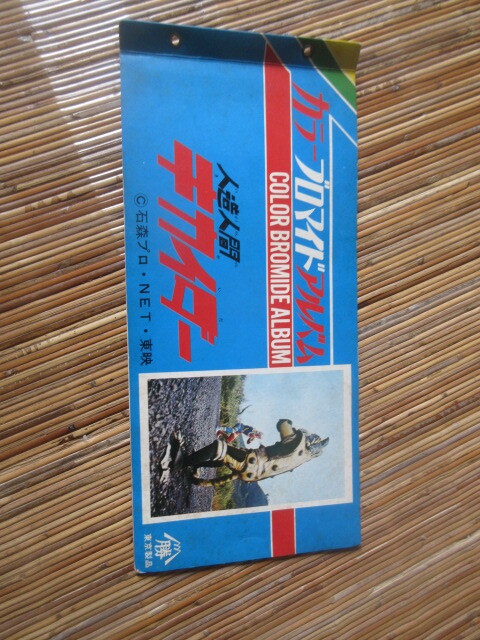 カラーブロマイドアルバム
COLOR BROMIDE ALBUM
人造人間
キカイダー
©石森プロ・NET・東映
勝
東京製品